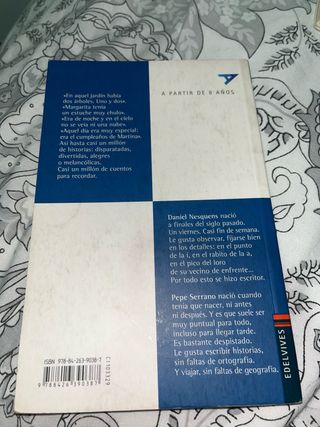 A PARTIR DE 8 AÑOS
«En aquel jardín había
dos árboles. Uno y dos».
«Margarita tenía
un estuche muy chulo».
«Era de noche y en el cielo
no se veía ni una nube».
«Aquel día era muy especial:
era el cumpleaños de Martina».
Así hasta casi un millón
de historias: disparatadas,
divertidas, alegres
o melancólicas.
Casi un millón de cuentos
para recordar.
Daniel Nesquens nació
a finales del siglo pasado.
Un viernes. Casi fin de semana.
Le gusta observar, fijarse bien
en los detalles: en el punto
de la i, en el rabito de la a,
en el pico del loro
de su vecino de enfrente...
Por todo esto se hizo escritor.
Pepe Serrano nació cuando
tenía que nacer, ni antes
ni después. Y es que suele ser
muy puntual para todo,
incluso para llegar tarde.
Es bastante despistado.
Le gusta escribir historias,
sin faltas de ortografía.
Y viajar, sin faltas de geografía.
EDELVIVES
ISBN 978-84-263-9038-7
C1103329
9 788426 390387